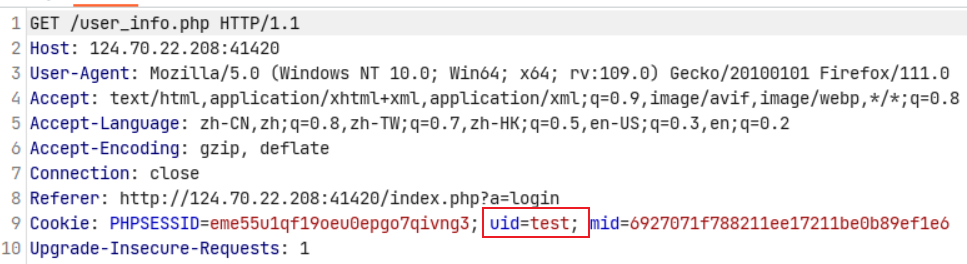 1 GET /user_info.php HTTP/1.1
2 Host: 124.70.22.208:41420
3 User-Agent: Mozilla/5.0 (Windows NT 10.0; Win64; x64; rv:109.0) Gecko/20100101 Firefox/111.0
4 Accept: text/html,application/xhtml+xml,application/xml;q=0.9,image/avif,image/webp,*/*;q=0.8
5 Accept-Language: zh-CN,zh;q=0.8,zh-TW;q=0.7,zh-HK;q=0.5,en-US;q=0.3,en;q=0.2
6 Accept-Encoding: gzip, deflate
7 Connection: close
8 Referer: http://124.70.22.208:41420/index.php?a=login
9 Cookie: PHPSESSID=eme55u1qf19oeu0epgo7qivng3; uid=test; mid=6927071f788211ee17211be0b89ef1e6
10 Upgrade-Insecure-Requests: 1